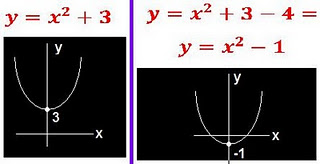 y = x² + 3
y
3
x
y = x² + 3 − 4 =
y = x² − 1
y
x
-1